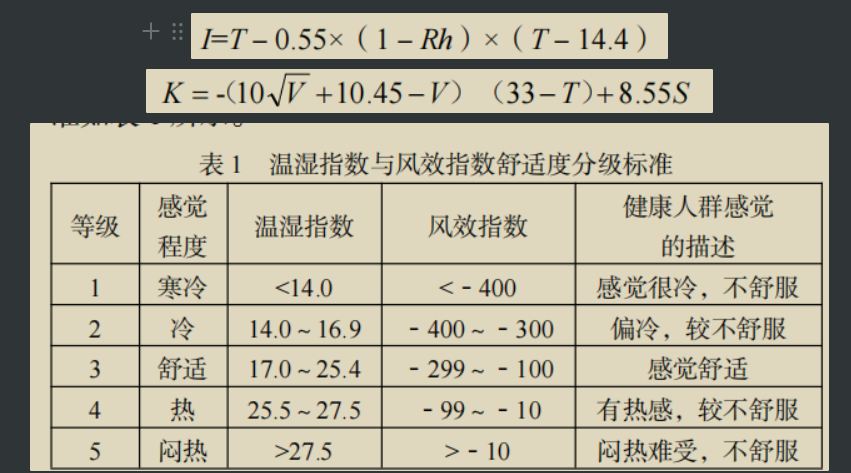 I=T－0.55×（1－Rh）×（T－14.4）
K＝-(10√V +10.45－V）（33－T)+8.55S
表 1 温湿指数与风效指数舒适度分级标准
等级 感觉程度 温湿指数 风效指数 健康人群感觉的描述
1 寒冷 <14.0 <－400 感觉很冷，不舒服
2 冷 14.0～16.9 －400～－300 偏冷，较不舒服
3 舒适 17.0～25.4 －299～－100 感觉舒适
4 热 25.5～27.5 －99～－10 有热感，较不舒服
5 闷热 >27.5 >－10 闷热难受，不舒服